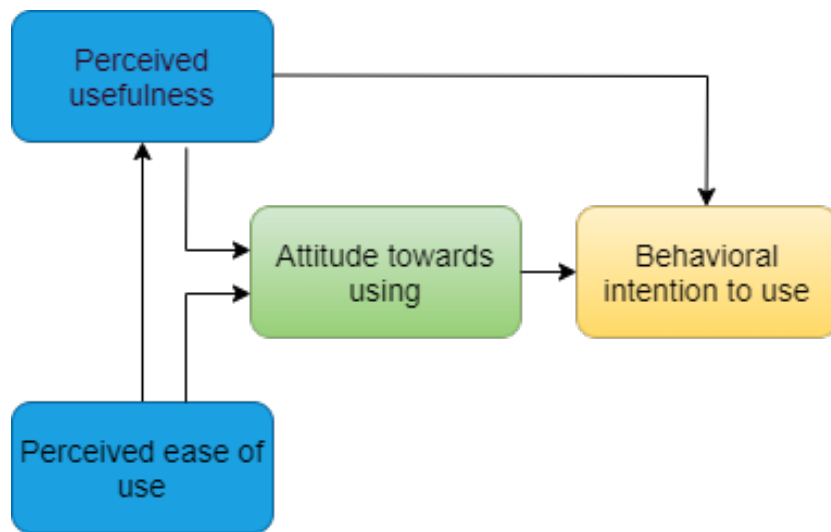 Perceived
usefulness
Attitude towards
using
Behavioral
intention to use
Perceived ease of
use